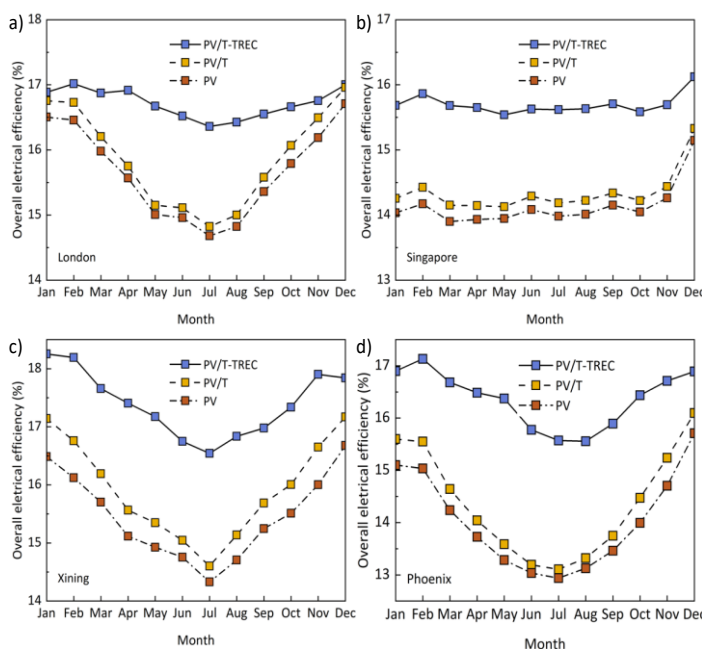 a)
Overall eletrical efficiency (%)
18
17
16
15
14
PV/T-TREC
PV/T
PV
London
Jan Feb Mar Apr May Jun Jul Aug Sep Oct Nov Dec
Month
b)
Overall eletrical efficiency (%)
17
16
15
14
13
PV/T-TREC
PV/T
PV
Singapore
Jan Feb Mar Apr May Jun Jul Aug Sep Oct Nov Dec
Month
c)
Overall eletrical efficiency (%)
18
17
16
15
14
PV/T-TREC
PV/T
PV
Xining
Jan Feb Mar Apr May Jun Jul Aug Sep Oct Nov Dec
Month
d)
Overall eletrical efficiency (%)
17
16
15
14
13
PV/T-TREC
PV/T
PV
Phoenix
Jan Feb Mar Apr May Jun Jul Aug Sep Oct Nov Dec
Month